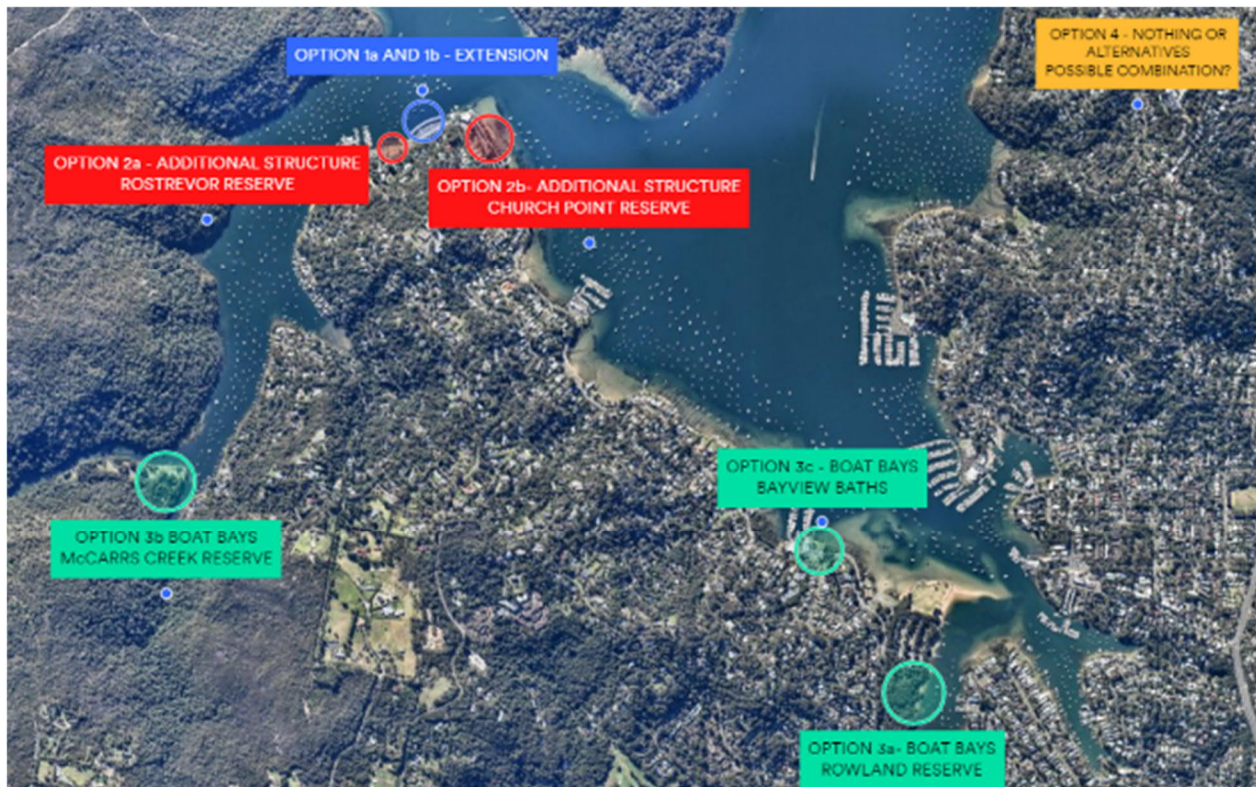 OPTION 1a AND 1b - EXTENSION
OPTION 4 - NOTHING OR
ALTERNATIVES
POSSIBLE COMBINATION?
OPTION 2a - ADDITIONAL STRUCTURE
ROSTREVOR RESERVE
OPTION 2b- ADDITIONAL STRUCTURE
CHURCH POINT RESERVE
OPTION 3c - BOAT BAYS
BAYVIEW BATHS
OPTION 3b BOAT BAYS
McCARRS CREEK RESERVE
OPTION 3a- BOAT BAYS
ROWLAND RESERVE